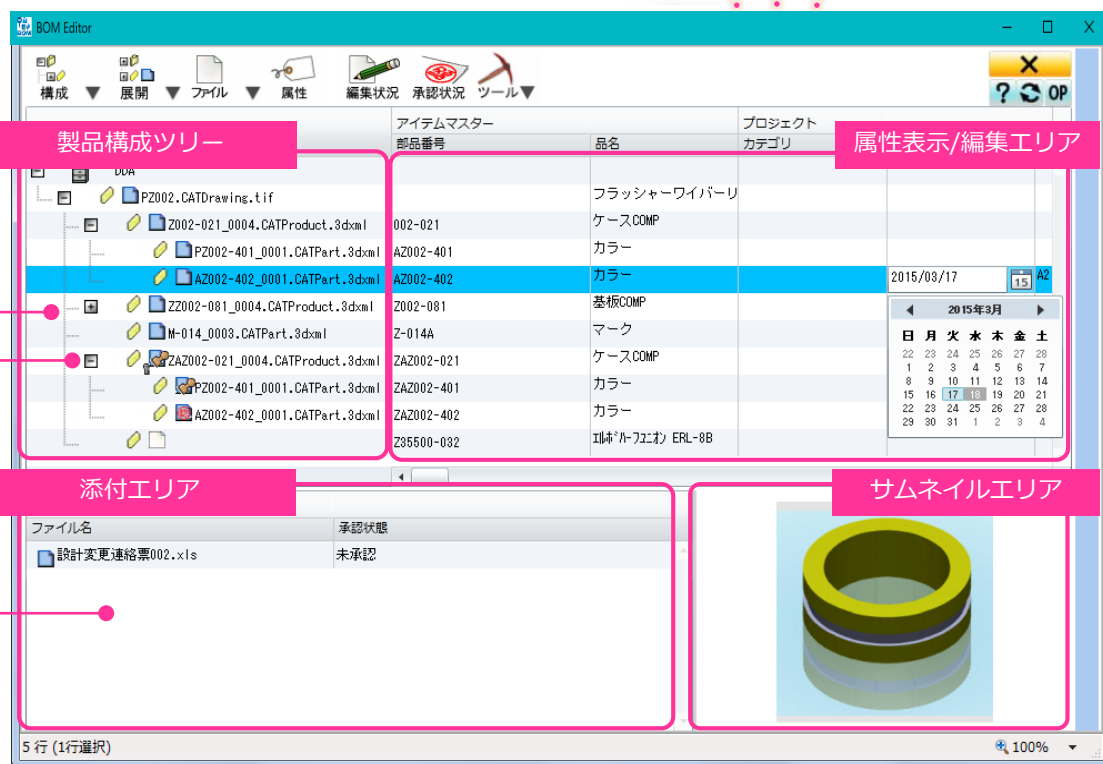 BOM Editor
構成 ▼ 展開 ▼ ファイル ▼ 属性 編集状況 承認状況 ツール▼
? OP
製品構成ツリー
アイテムマスター プロジェクト
部品番号 品名 カテゴリ
属性表示/編集エリア
DDA
PZ002.CATDrawing.tif フラッシャーワイパーリ
Z002-021_0004.CATProduct.3dxml 002-021 ケースCOMP
PZ002-401_0001.CATPart.3dxml AZ002-401 カラー
AZ002-402_0001.CATPart.3dxml AZ002-402 カラー 2015/03/17 15 A2
ZZ002-081_0004.CATProduct.3dxml Z002-081 基板COMP
M-014_0003.CATPart.3dxml Z-014A マーク
ZAZ002-021_0004.CATProduct.3dxml ZAZ002-021 ケースCOMP
PZ002-401_0001.CATPart.3dxml ZAZ002-401 カラー
AZ002-402_0001.CATPart.3dxml ZAZ002-402 カラー
Z35500-032 ERL-8B
2015年3月
日 月 火 水 木 金 土
22 23 24 25 26 27 28
1 2 3 4 5 6 7
8 9 10 11 12 13 14
15 16 17 18 19 20 21
22 23 24 25 26 27 28
29 30 31 1 2 3 4
添付エリア
サムネイルエリア
ファイル名 承認状態
設計変更連絡票002.xls 未承認
5 行 (1行選択) 100%